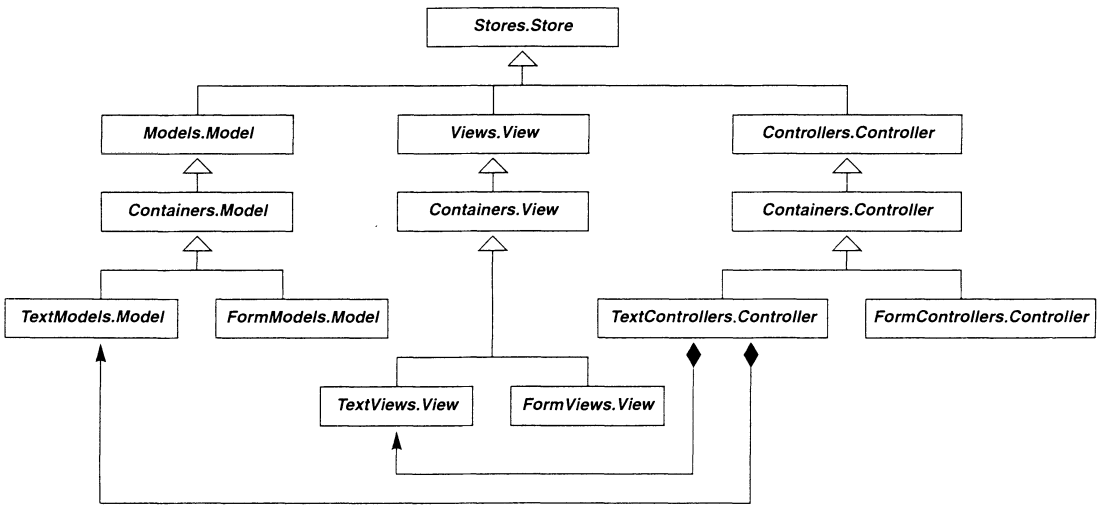 Stores.Store
Models.Model
Views.View
Controllers.Controller
Containers.Model
Containers.View
Containers.Controller
TextModels.Model
FormModels.Model
TextControllers.Controller
FormControllers.Controller
TextViews.View
FormViews.View